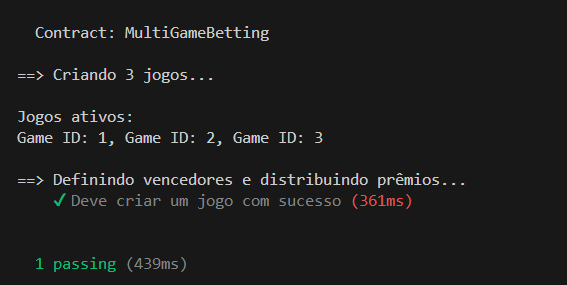 Contract: MultiGameBetting
==> Criando 3 jogos...
Jogos ativos:
Game ID: 1, Game ID: 2, Game ID: 3
==> Definindo vencedores e distribuindo prêmios...
✓ Deve criar um jogo com sucesso (361ms)
1 passing (439ms)